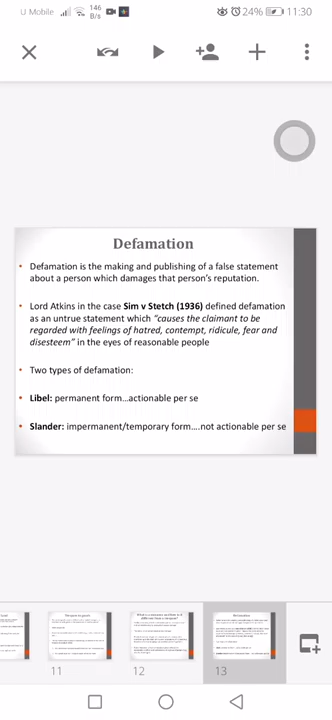 U Mobile 146 B/s 24% 11:30
Defamation
• Defamation is the making and publishing of a false statement
about a person which damages that person's reputation.
• Lord Atkins in the case Sim v Stetch (1936) defined defamation
as an untrue statement which "causes the claimant to be
regarded with feelings of hatred, contempt, ridicule, fear and
disesteem" in the eyes of reasonable people
• Two types of defamation:
• Libel: permanent form...actionable per se
• Slander: impermanent/temporary form....not actionable per se
11 12 13